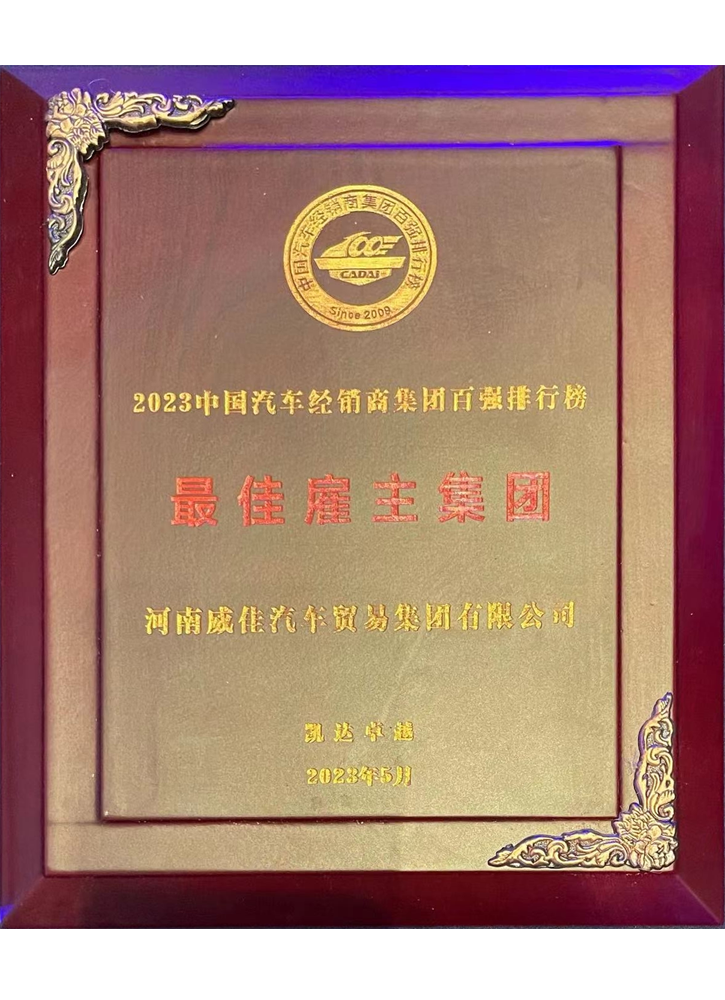 中国汽车经销商集团百强排行榜
CADAI
Since 2009
2023中国汽车经销商集团百强排行榜
最佳雇主集团
河南威佳汽车贸易集团有限公司
凯达卓越
2023年5月